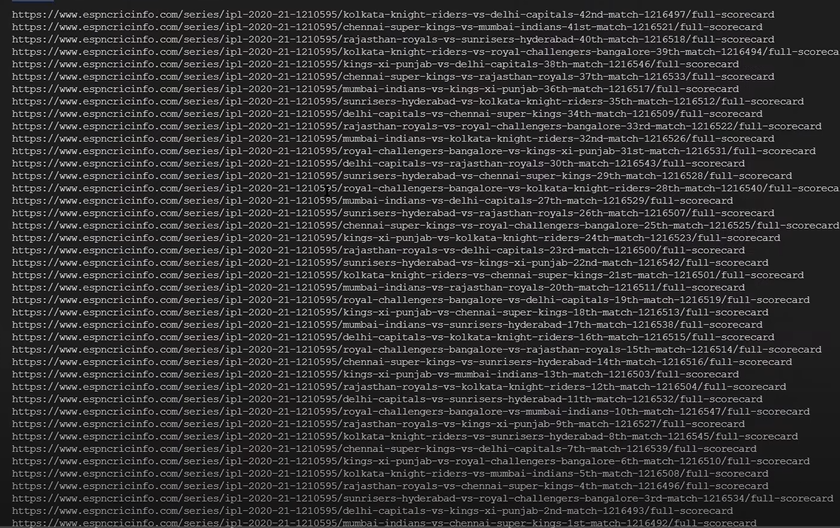 https://www.espncricinfo.com/series/ipl-2020-21-1210595/kolkata-knight-riders-vs-delhi-capitals-42nd-match-1216497/full-scorecard
https://www.espncricinfo.com/series/ipl-2020-21-1210595/chennai-super-kings-vs-mumbai-indians-41st-match-1216521/full-scorecard
https://www.espncricinfo.com/series/ipl-2020-21-1210595/rajasthan-royals-vs-sunrisers-hyderabad-40th-match-1216518/full-scorecard
https://www.espncricinfo.com/series/ipl-2020-21-1210595/kolkata-knight-riders-vs-royal-challengers-bangalore-39th-match-1216494/full-scoreca
https://www.espncricinfo.com/series/ipl-2020-21-1210595/kings-xi-punjab-vs-delhi-capitals-38th-match-1216546/full-scorecard
https://www.espncricinfo.com/series/ipl-2020-21-1210595/chennai-super-kings-vs-rajasthan-royals-37th-match-1216533/full-scorecard
https://www.espncricinfo.com/series/ipl-2020-21-1210595/mumbai-indians-vs-kings-xi-punjab-36th-match-1216517/full-scorecard
https://www.espncricinfo.com/series/ipl-2020-21-1210595/sunrisers-hyderabad-vs-kolkata-knight-riders-35th-match-1216512/full-scorecard
https://www.espncricinfo.com/series/ipl-2020-21-1210595/delhi-capitals-vs-chennai-super-kings-34th-match-1216509/full-scorecard
https://www.espncricinfo.com/series/ipl-2020-21-1210595/rajasthan-royals-vs-royal-challengers-bangalore-33rd-match-1216522/full-scorecard
https://www.espncricinfo.com/series/ipl-2020-21-1210595/mumbai-indians-vs-kolkata-knight-riders-32nd-match-1216526/full-scorecard
https://www.espncricinfo.com/series/ipl-2020-21-1210595/royal-challengers-bangalore-vs-kings-xi-punjab-31st-match-1216531/full-scorecard
https://www.espncricinfo.com/series/ipl-2020-21-1210595/delhi-capitals-vs-rajasthan-royals-30th-match-1216543/full-scorecard
https://www.espncricinfo.com/series/ipl-2020-21-1210595/sunrisers-hyderabad-vs-chennai-super-kings-29th-match-1216528/full-scorecard
https://www.espncricinfo.com/series/ipl-2020-21-1210595/royal-challengers-bangalore-vs-kolkata-knight-riders-28th-match-1216540/full-scoreca
https://www.espncricinfo.com/series/ipl-2020-21-1210595/mumbai-indians-vs-delhi-capitals-27th-match-1216529/full-scorecard
https://www.espncricinfo.com/series/ipl-2020-21-1210595/sunrisers-hyderabad-vs-rajasthan-royals-26th-match-1216507/full-scorecard
https://www.espncricinfo.com/series/ipl-2020-21-1210595/chennai-super-kings-vs-royal-challengers-bangalore-25th-match-1216525/full-scorecard
https://www.espncricinfo.com/series/ipl-2020-21-1210595/kings-xi-punjab-vs-kolkata-knight-riders-24th-match-1216523/full-scorecard
https://www.espncricinfo.com/series/ipl-2020-21-1210595/rajasthan-royals-vs-delhi-capitals-23rd-match-1216500/full-scorecard
https://www.espncricinfo.com/series/ipl-2020-21-1210595/sunrisers-hyderabad-vs-kings-xi-punjab-22nd-match-1216542/full-scorecard
https://www.espncricinfo.com/series/ipl-2020-21-1210595/kolkata-knight-riders-vs-chennai-super-kings-21st-match-1216501/full-scorecard
https://www.espncricinfo.com/series/ipl-2020-21-1210595/mumbai-indians-vs-rajasthan-royals-20th-match-1216511/full-scorecard
https://www.espncricinfo.com/series/ipl-2020-21-1210595/royal-challengers-bangalore-vs-delhi-capitals-19th-match-1216519/full-scorecard
https://www.espncricinfo.com/series/ipl-2020-21-1210595/kings-xi-punjab-vs-chennai-super-kings-18th-match-1216513/full-scorecard
https://www.espncricinfo.com/series/ipl-2020-21-1210595/mumbai-indians-vs-sunrisers-hyderabad-17th-match-1216538/full-scorecard
https://www.espncricinfo.com/series/ipl-2020-21-1210595/delhi-capitals-vs-kolkata-knight-riders-16th-match-1216515/full-scorecard
https://www.espncricinfo.com/series/ipl-2020-21-1210595/royal-challengers-bangalore-vs-rajasthan-royals-15th-match-1216514/full-scorecard
https://www.espncricinfo.com/series/ipl-2020-21-1210595/chennai-super-kings-vs-sunrisers-hyderabad-14th-match-1216516/full-scorecard
https://www.espncricinfo.com/series/ipl-2020-21-1210595/kings-xi-punjab-vs-mumbai-indians-13th-match-1216503/full-scorecard
https://www.espncricinfo.com/series/ipl-2020-21-1210595/rajasthan-royals-vs-kolkata-knight-riders-12th-match-1216504/full-scorecard
https://www.espncricinfo.com/series/ipl-2020-21-1210595/delhi-capitals-vs-sunrisers-hyderabad-11th-match-1216532/full-scorecard
https://www.espncricinfo.com/series/ipl-2020-21-1210595/royal-challengers-bangalore-vs-mumbai-indians-10th-match-1216547/full-scorecard
https://www.espncricinfo.com/series/ipl-2020-21-1210595/rajasthan-royals-vs-kings-xi-punjab-9th-match-1216527/full-scorecard
https://www.espncricinfo.com/series/ipl-2020-21-1210595/kolkata-knight-riders-vs-sunrisers-hyderabad-8th-match-1216545/full-scorecard
https://www.espncricinfo.com/series/ipl-2020-21-1210595/chennai-super-kings-vs-delhi-capitals-7th-match-1216539/full-scorecard
https://www.espncricinfo.com/series/ipl-2020-21-1210595/kings-xi-punjab-vs-royal-challengers-bangalore-6th-match-1216510/full-scorecard
https://www.espncricinfo.com/series/ipl-2020-21-1210595/kolkata-knight-riders-vs-mumbai-indians-5th-match-1216508/full-scorecard
https://www.espncricinfo.com/series/ipl-2020-21-1210595/rajasthan-royals-vs-chennai-super-kings-4th-match-1216496/full-scorecard
https://www.espncricinfo.com/series/ipl-2020-21-1210595/sunrisers-hyderabad-vs-royal-challengers-bangalore-3rd-match-1216534/full-scorecard
https://www.espncricinfo.com/series/ipl-2020-21-1210595/delhi-capitals-vs-kings-xi-punjab-2nd-match-1216493/full-scorecard
https://www.espncricinfo.com/series/ipl-2020-21-1210595/mumbai-indians-vs-chennai-super-kings-1st-match-1216492/full-scorecard